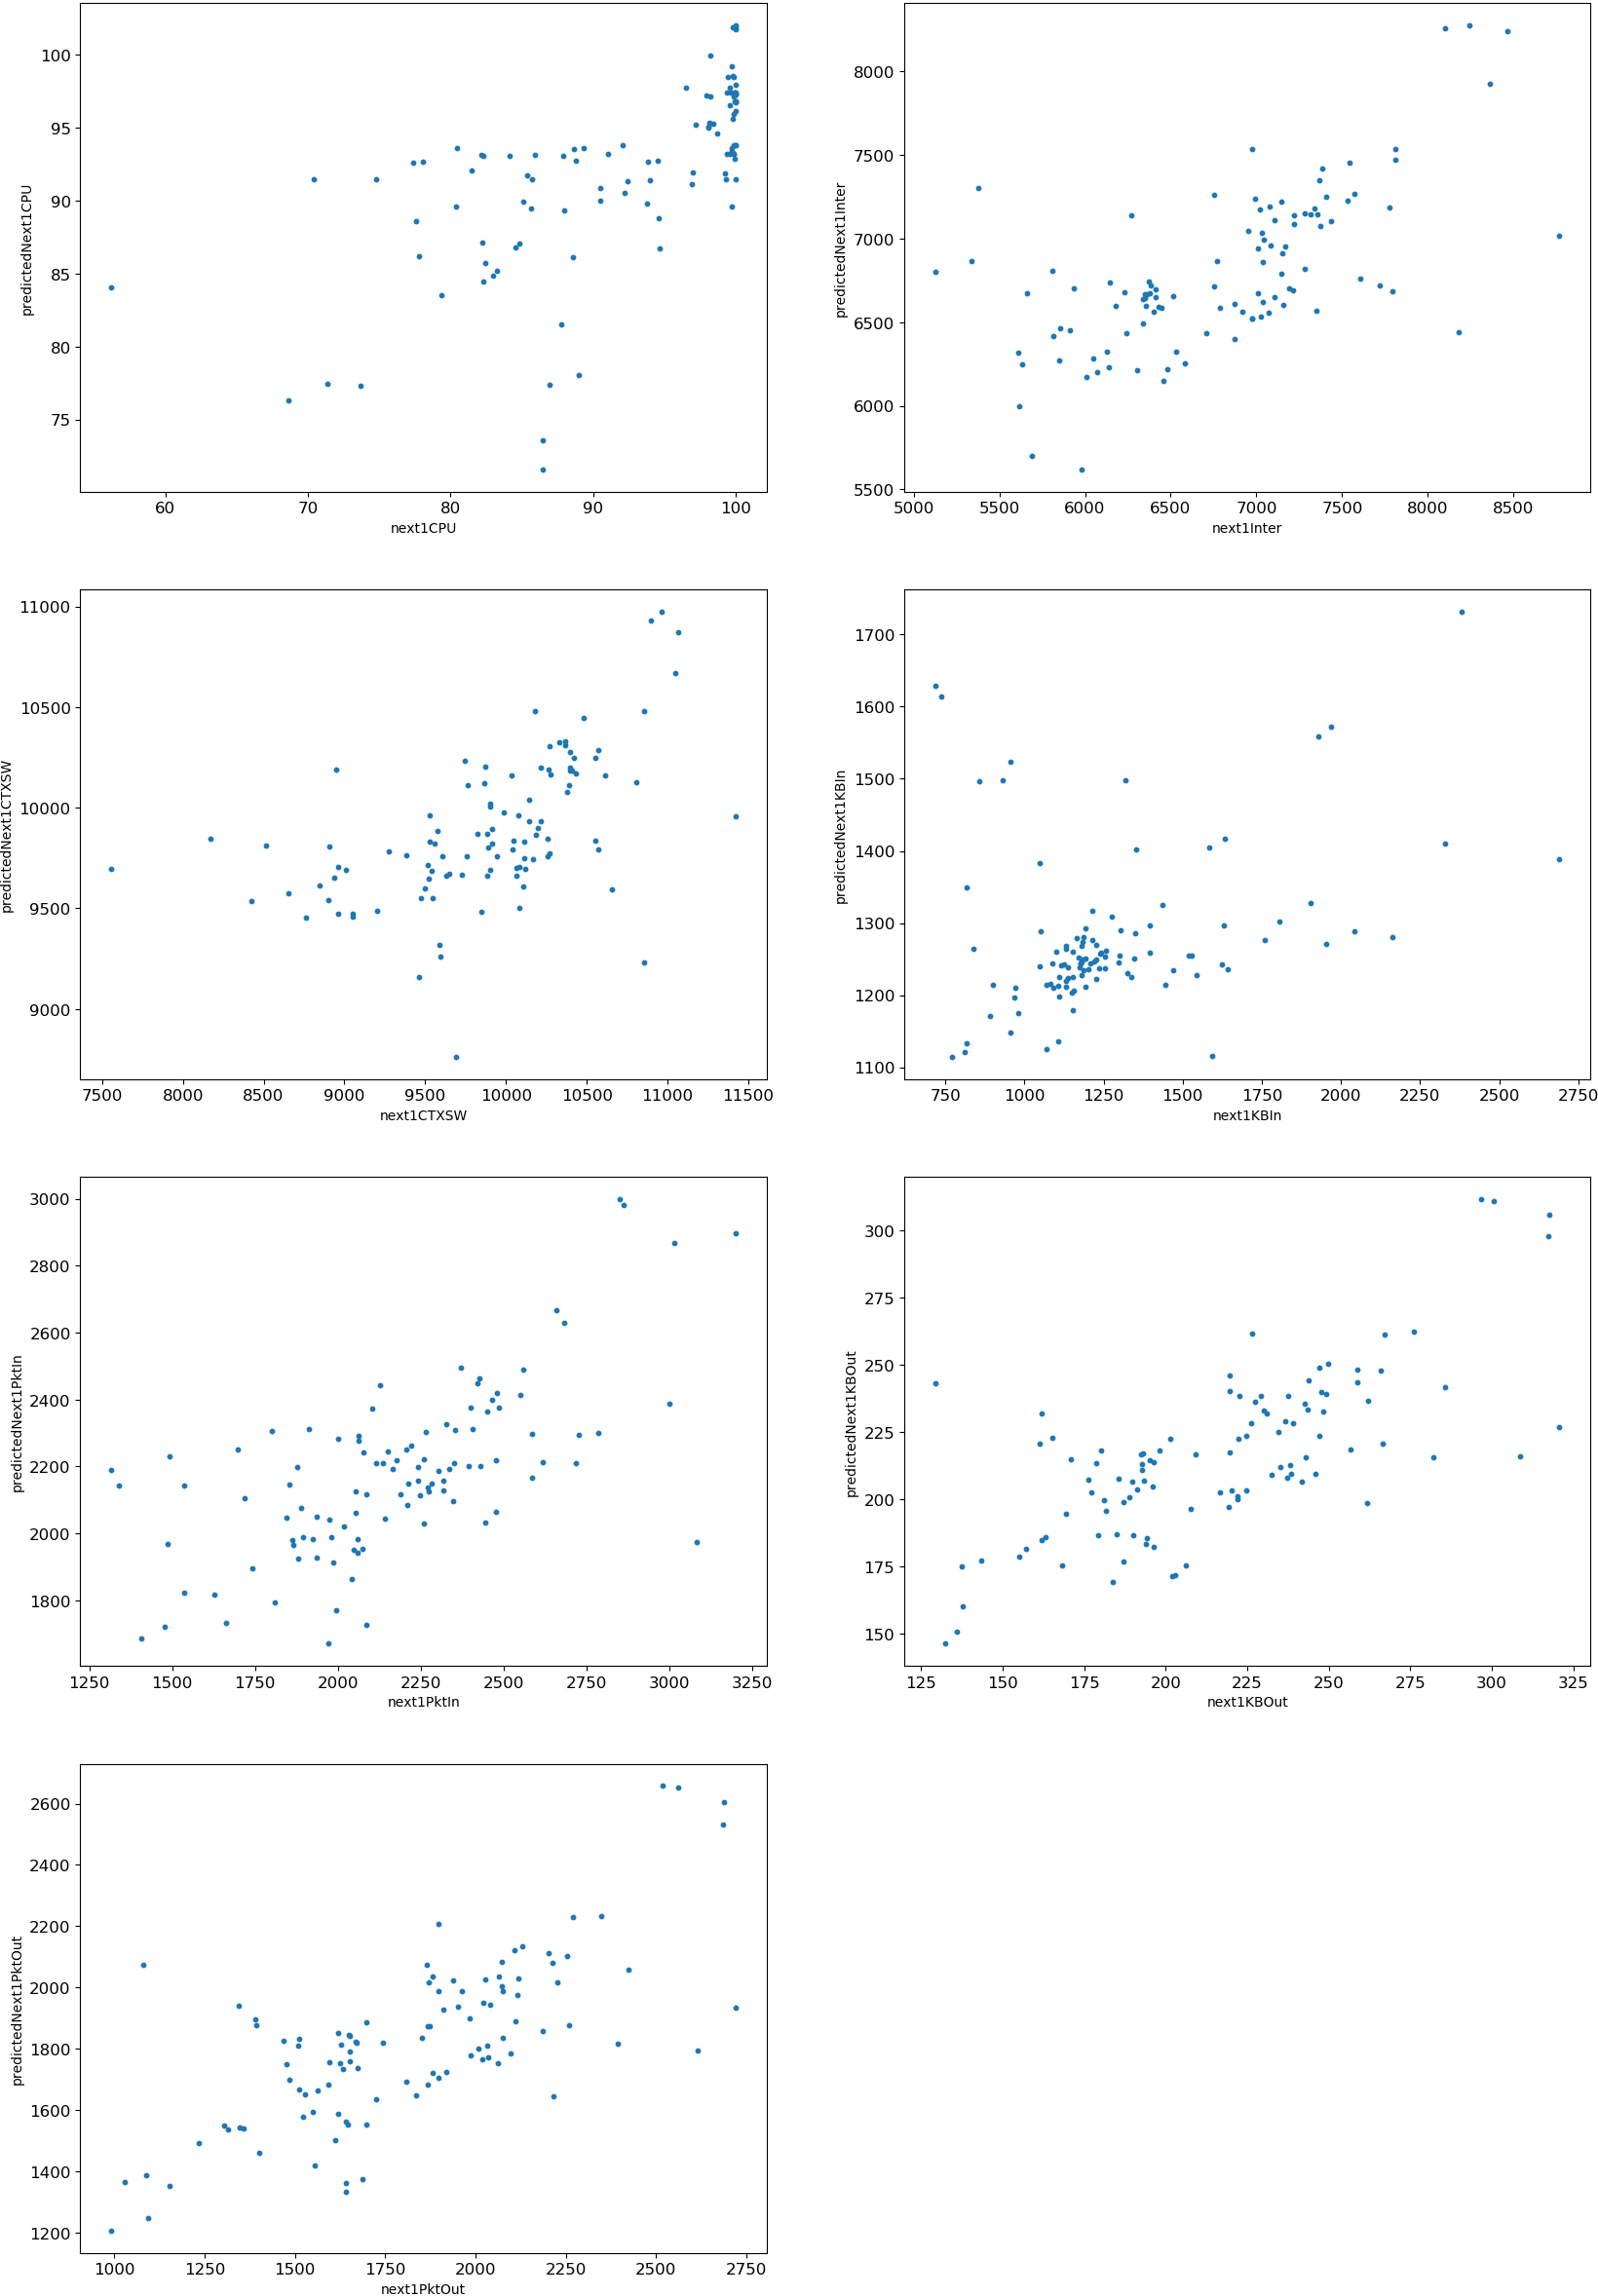 100
95
90
85
80
75
predictedNext1CPU
60 70 80 90 100
next1CPU
8000
7500
7000
6500
6000
5500
predictedNext1Inter
5000 5500 6000 6500 7000 7500 8000 8500
next1Inter
11000
10500
10000
9500
9000
predictedNext1CTXSW
7500 8000 8500 9000 9500 10000 10500 11000 11500
next1CTXSW
1700
1600
1500
1400
1300
1200
1100
predictedNext1KBIn
750 1000 1250 1500 1750 2000 2250 2500 2750
next1KBIn
3000
2800
2600
2400
2200
2000
1800
predictedNext1PktIn
1250 1500 1750 2000 2250 2500 2750 3000 3250
next1PktIn
300
275
250
225
200
175
150
predictedNext1KBOut
125 150 175 200 225 250 275 300 325
next1KBOut
2600
2400
2200
2000
1800
1600
1400
1200
predictedNext1PktOut
1000 1250 1500 1750 2000 2250 2500 2750
next1PktOut